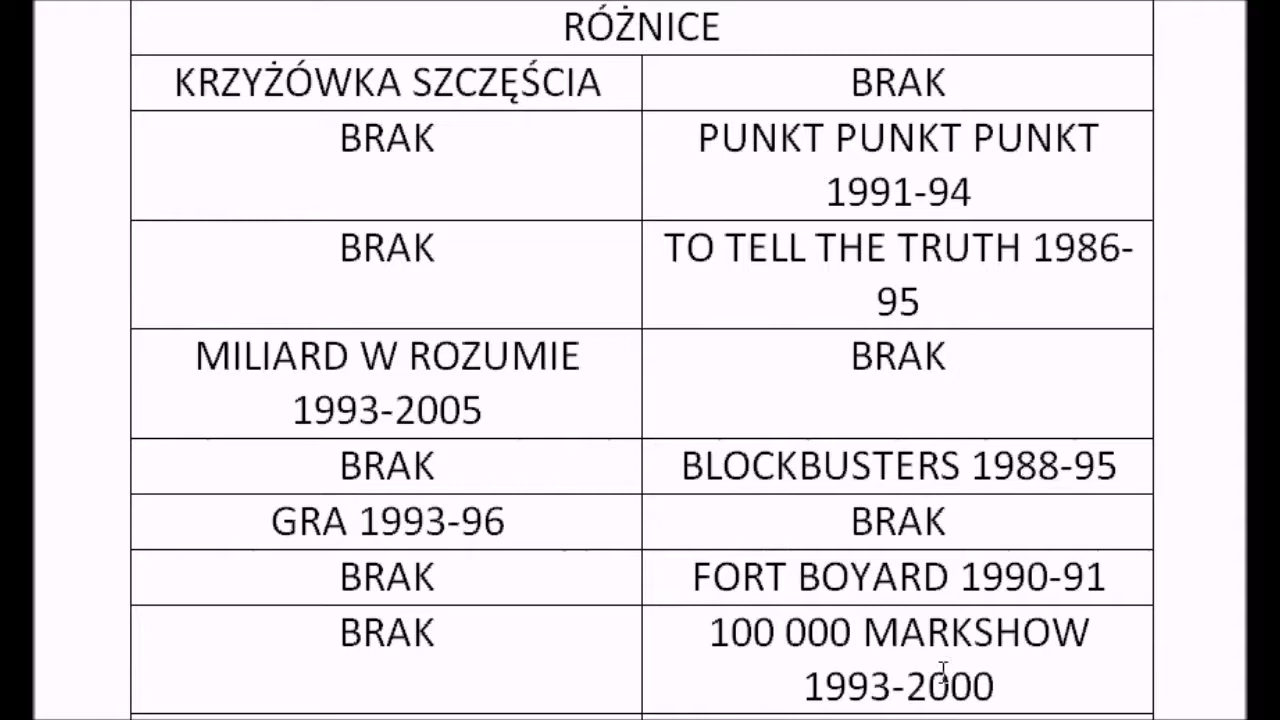 RÓŻNICE
KRZYŻÓWKA SZCZĘŚCIA
BRAK
BRAK
PUNKT PUNKT PUNKT
1991-94
BRAK
TO TELL THE TRUTH 1986-
95
MILIARD W ROZUMIE
1993-2005
BRAK
BRAK
BLOCKBUSTERS 1988-95
GRA 1993-96
BRAK
BRAK
FORT BOYARD 1990-91
BRAK
100 000 MARKSHOW
1993-2000